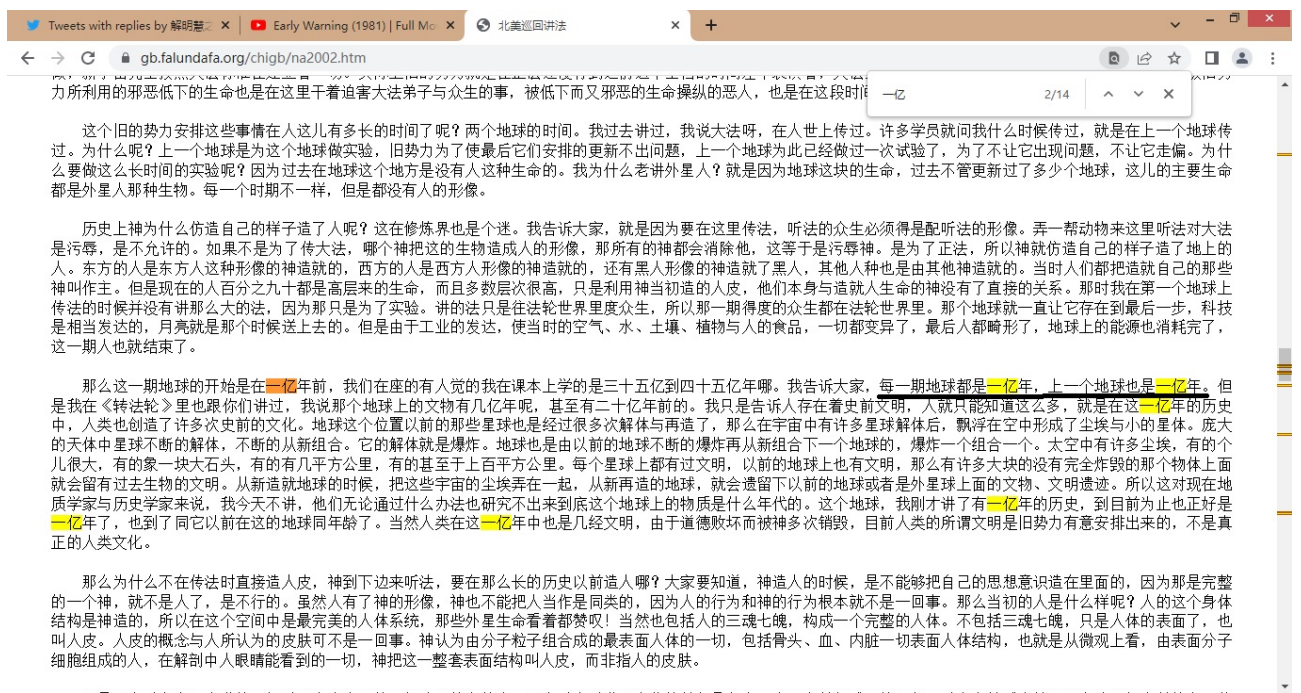 Tweets with replies by 解明慧
Early Warning (1981) | Full Mo
北美巡回讲法
gb.falundafa.org/chigb/na2002.htm
一亿
2/14
力所利用的邪恶低下的生命也是在这里干着迫害大法弟子与众生的事，被低下而又邪恶的生命操纵的恶人，也是在这段时间
这个旧的势力安排这些事情在人这儿有多长的时间了呢？两个地球的时间。我过去讲过，我说大法呀，在人世上传过。许多学员就问我什么时候传过，就是在上一个地球传
过。为什么呢？上一个地球是为这个地球做实验，旧势力为了使最后它们安排的更新不出问题，上一个地球为此已经做过一次试验了，为了不让它出现问题，不让它走偏。为什
么要做这么长时间的实验呢？因为过去在地球这个地方是没有人这种生命的。我为什么老讲外星人？就是因为地球这块的生命，过去不管更新过了多少个地球，这儿的主要生命
都是外星人那种生物。每一个时期不一样，但是都没有人的形像。
历史上神为什么仿造自己的样子造了人呢？这在修炼界也是个迷。我告诉大家，就是因为要在这里传法，听法的众生必须得是配听法的形像。弄一帮动物来这里听法对大法
是污辱，是不允许的。如果不是为了传大法，哪个神把这的生物造成人的形像，那所有的神都会消除他，这等于是污辱神。是为了正法，所以神就仿造自己的样子造了地上的
人。东方的人是东方人这种形像的神造就的，西方的人是西方人形像的神造就的，还有黑人形像的神造就了黑人，其他人种也是由其他神造就的。当时人们都把造就自己的那些
神叫作主。但是现在的人百分之九十都是高层来的生命，而且多数层次很高，只是利用神当初造的人皮，他们本身与造就人生命的神没有了直接的关系。那时我在第一个地球上
传法的时候并没有讲那么大的法，因为那只是为了实验。讲的法只是往法轮世界里度众生，所以那一期得度的众生都在法轮世界里。那个地球就一直让它存在到最后一步，科技
是相当发达的，月亮就是那个时候送上去的。但是由于工业的发达，使当时的空气、水、土壤、植物与人的食品，一切都变异了，最后人都畸形了，地球上的能源也消耗完了，
这一期人也就结束了。
那么这一期地球的开始是在一亿年前，我们在座的有人觉的我在课本上学的是三十五亿到四十五亿年哪。我告诉大家，每一期地球都是一亿年，上一个地球也是一亿年。但
是我在《转法轮》里也跟你们讲过，我说那个地球上的文物有几亿年呢，甚至有二十亿年前的。我只是告诉人存在着史前文明，人就只能知道这么多，就是在这一亿年的历史
中，人类也创造了许多次史前的文化。地球这个位置以前的那些星球也是经过很多次解体与再造了，那么在宇宙中有许多星球解体后，飘浮在空中形成了尘埃与小的星体。庞大
的天体中星球不断的解体，不断的从新组合。它的解体就是爆炸。地球也是由以前的地球不断的爆炸再从新组合下一个地球的，爆炸一个组合一个。太空中有许多尘埃，有的个
儿很大，有的象一块大石头，有的有几平方公里，有的甚至于上百平方公里。每个星球上都有过文明，以前的地球上也有文明，那么有许多大块的没有完全炸毁的那个物体上面
就会留有过去生物的文明。从新造就地球的时候，把这些宇宙的尘埃弄在一起，从新再造的地球，就会遗留下以前的地球或者是外星球上面的文物、文明遗迹。所以这对现在地
质学家与历史学家来说，我今天不讲，他们无论通过什么办法也研究不出来到底这个地球上的物质是什么年代的。这个地球，我刚才讲了有一亿年的历史，到目前为止也正好是
一亿年了，也到了同它以前在这的地球同年龄了。当然人类在这一亿年中也是几经文明，由于道德败坏而被神多次销毁，目前人类的所谓文明是旧势力有意安排出来的，不是真
正的人类文化。
那么为什么不在传法时直接造人皮，神到下边来听法，要在那么长的历史以前造人哪？大家要知道，神造人的时候，是不能够把自己的思想意识造在里面的，因为那是完整
的一个神，就不是人了，是不行的。虽然人有了神的形像，神也不能把人当作是同类的，因为人的行为和神的行为根本就不是一回事。那么当初的人是什么样呢？人的这个身体
结构是神造的，所以在这个空间中是最完美的人体系统，那些外星生命看着都赞叹！当然也包括人的三魂七魄，构成一个完整的人体。不包括三魂七魄，只是人体的表面了，也
叫人皮。人皮的概念与人所认为的皮肤可不是一回事。神认为由分子粒子组合成的最表面人体的一切，包括骨头、血、内脏一切表面人体结构，也就是从微观上看，由表面分子
细胞组成的人，在解剖中人眼睛能看到的一切，神把这一整套表面结构叫人皮，而非指人的皮肤。